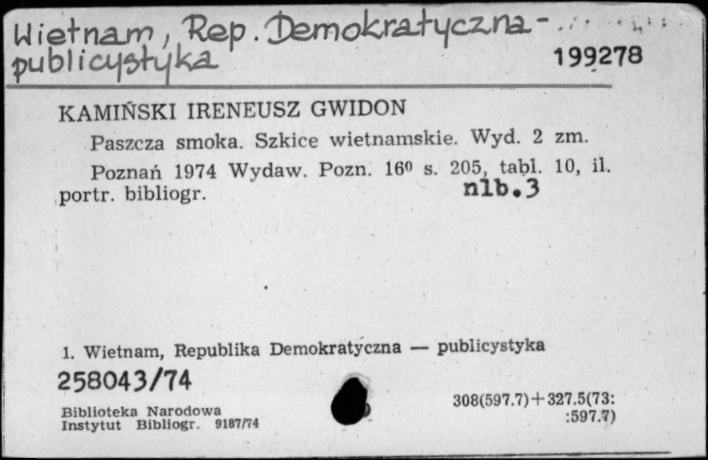 Wietnam, Rep. Demokratyczna -
publicystyka
199278
KAMIŃSKI IRENEUSZ GWIDON
Paszcza smoka. Szkice wietnamskie. Wyd. 2 zm.
Poznań 1974 Wydaw. Pozn. 16⁰ s. 205, tabl. 10, il.
portr. bibliogr. nlb.3
1. Wietnam, Republika Demokratyczna — publicystyka
258043/74
308(597.7)+327.5(73:
:597.7)
Biblioteka Narodowa
Instytut Bibliogr. 9187/74